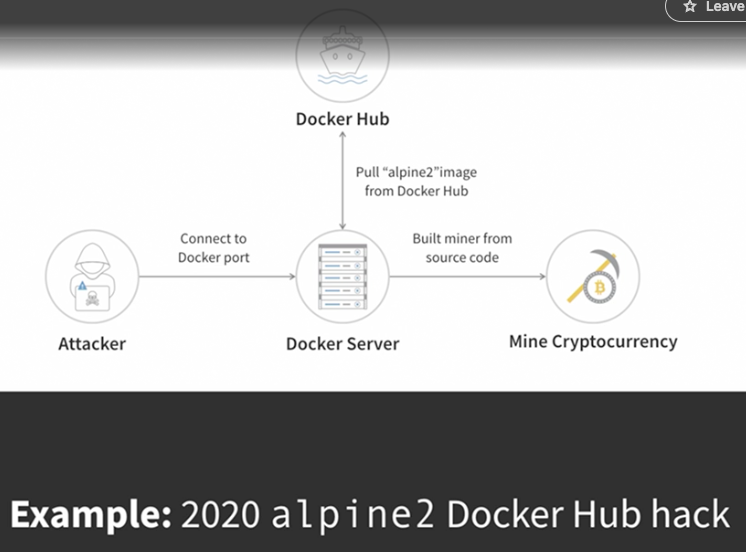 Leave
Docker Hub
Pull “alpine2”image
from Docker Hub
Connect to
Docker port
Built miner from
source code
Attacker
Docker Server
Mine Cryptocurrency
Example: 2020 alpine2 Docker Hub hack